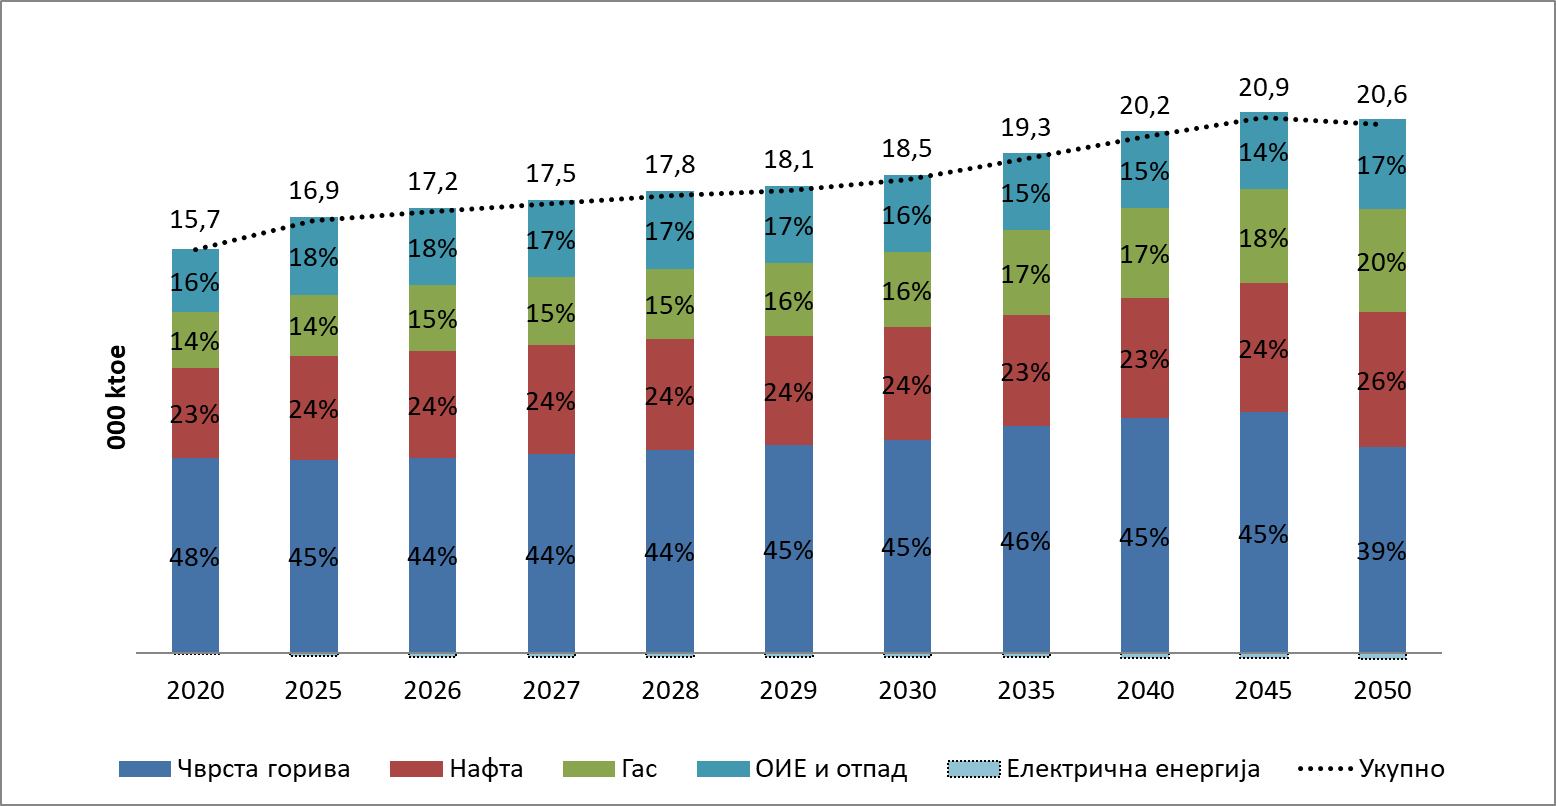 15,7 16,9 17,2 17,5 17,8 18,1 18,5 19,3 20,2 20,9 20,6
16% 18% 18% 17% 17% 17% 16% 15% 15% 14% 17%
14% 14% 15% 15% 15% 16% 16% 17% 17% 18% 20%
23% 24% 24% 24% 24% 24% 24% 23% 23% 24% 26%
48% 45% 44% 44% 44% 45% 45% 46% 45% 45% 39%
000 ktoe
2020 2025 2026 2027 2028 2029 2030 2035 2040 2045 2050
Чврста горива Нафта Гас ОИЕ и отпад Електрична енергија Укупно